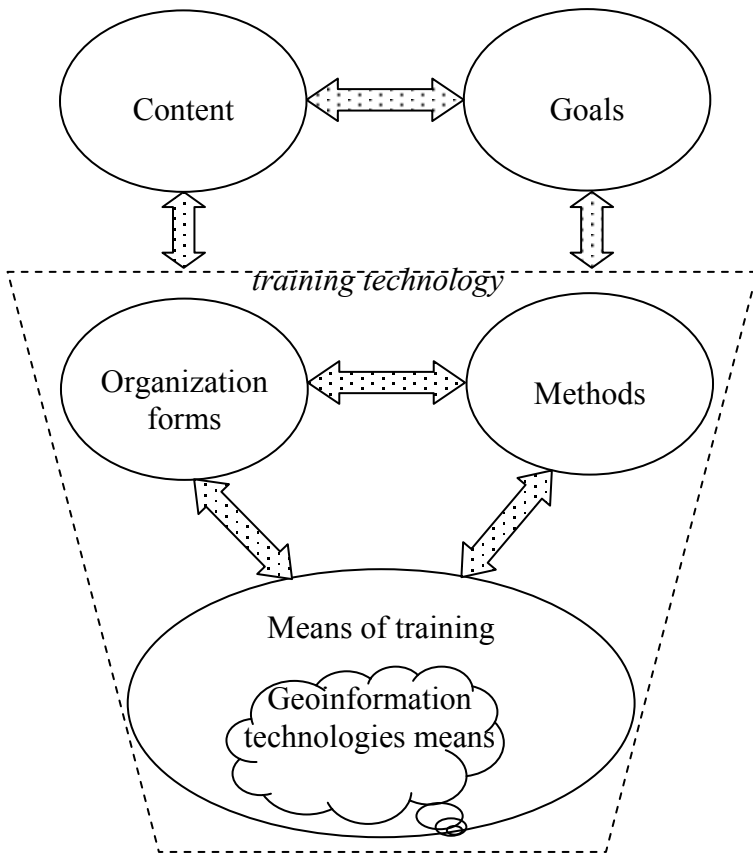 Content
Goals
training technology
Organization
forms
Methods
Means of training
Geoinformation
technologies means